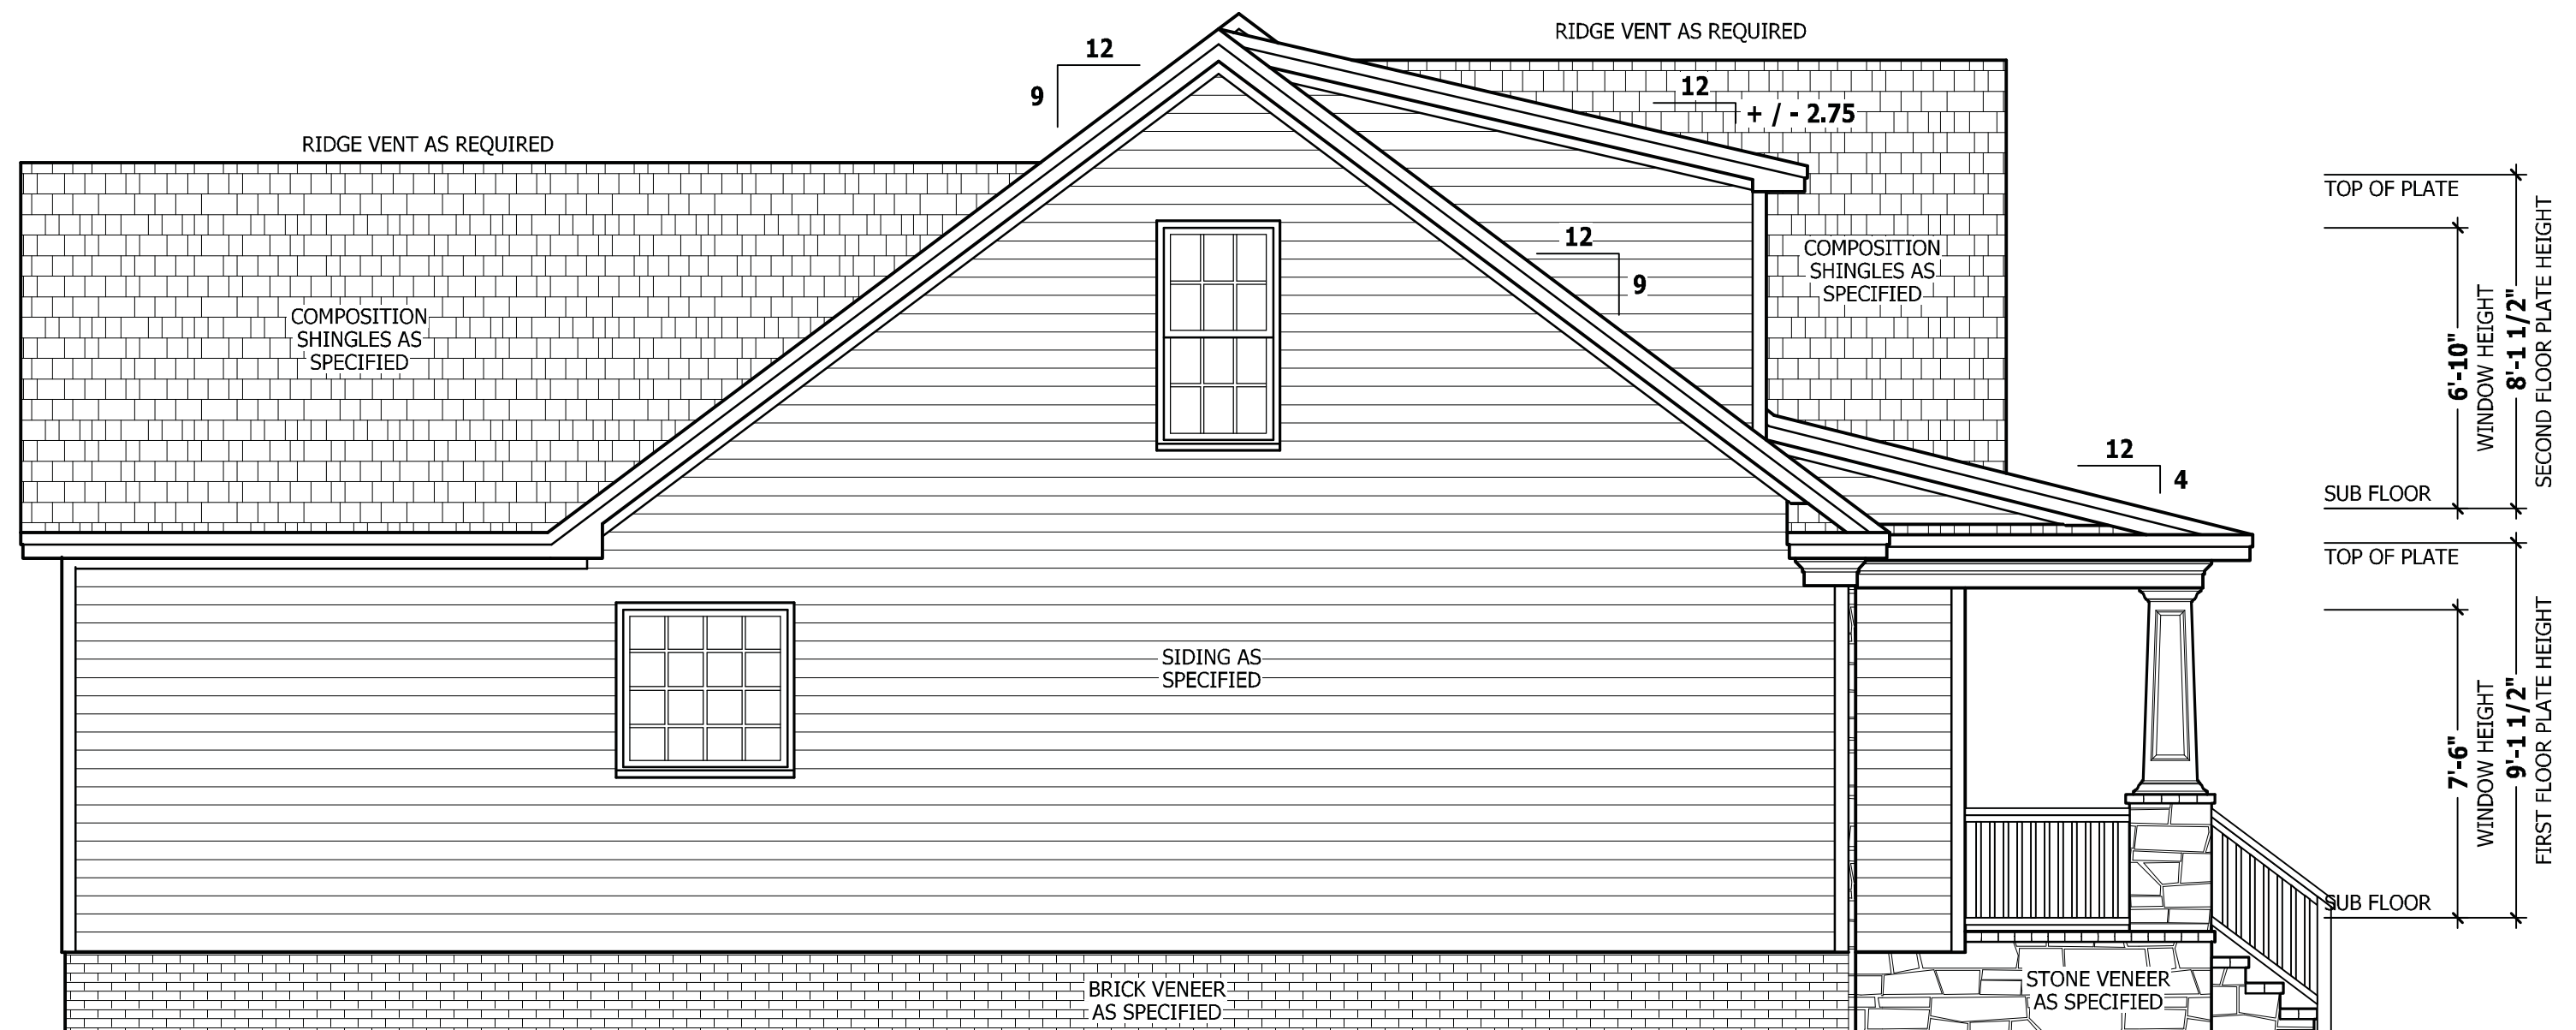 RIDGE VENT AS REQUIRED
12
9
RIDGE VENT AS REQUIRED
12
+ / - 2.75
COMPOSITION
SHINGLES AS
SPECIFIED
12
9
COMPOSITION
SHINGLES AS
SPECIFIED
12
4
TOP OF PLATE
6'-10"
WINDOW HEIGHT
8'-1 1/2"
SECOND FLOOR PLATE HEIGHT
SUB FLOOR
TOP OF PLATE
7'-6"
WINDOW HEIGHT
9'-1 1/2"
FIRST FLOOR PLATE HEIGHT
SUB FLOOR
SIDING AS
SPECIFIED
BRICK VENEER
AS SPECIFIED
STONE VENEER
AS SPECIFIED